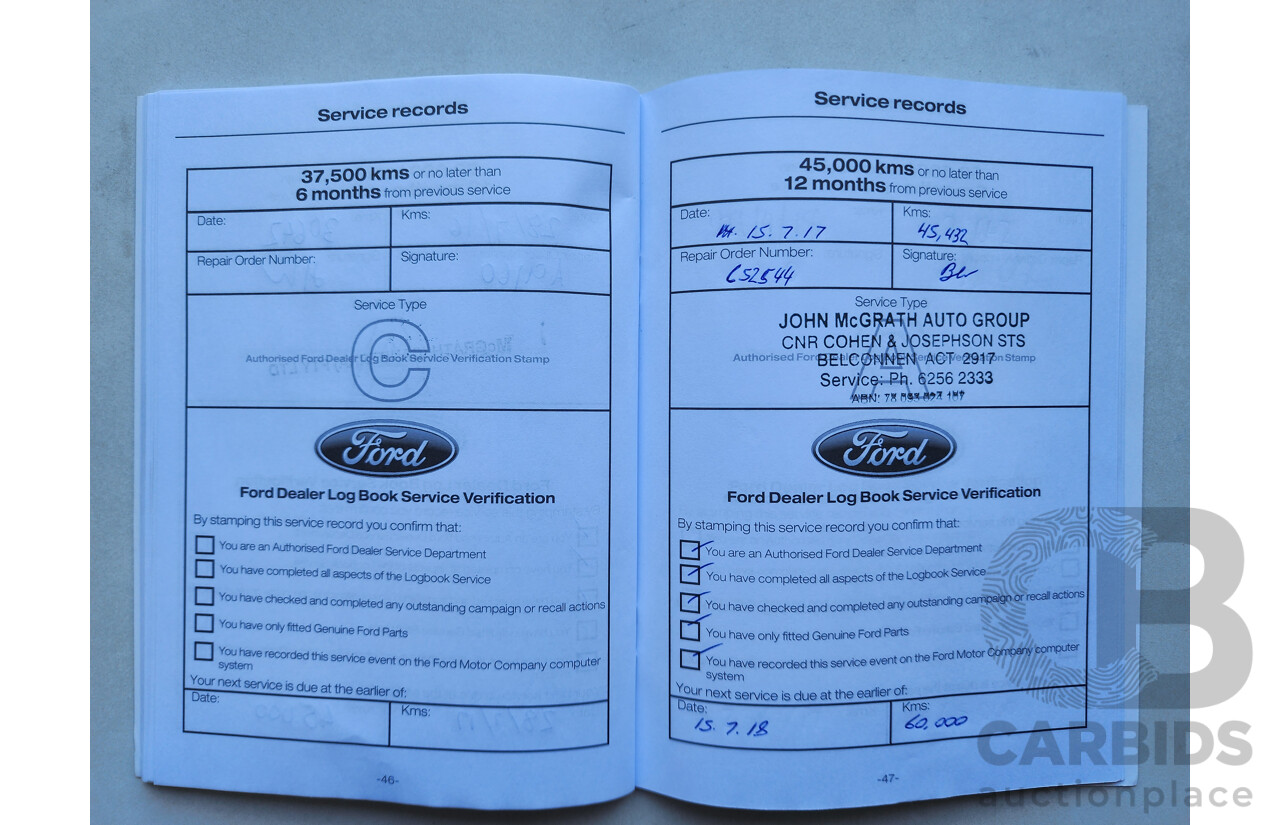 Service records
37,500 kms or no later than
6 months from previous service
Date:
Kms:
Repair Order Number:
Signature:
Service Type
C
Authorised Ford Dealer Log Book Service Verification Stamp
Ford
Ford Dealer Log Book Service Verification
By stamping this service record you confirm that:
You are an Authorised Ford Dealer Service Department
You have completed all aspects of the Logbook Service
You have checked and completed any outstanding campaign or recall actions
You have only fitted Genuine Ford Parts
You have recorded this service event on the Ford Motor Company computer
system
Your next service is due at the earlier of:
Date:
Kms:
-46-
Service records
45,000 kms or no later than
12 months from previous service
Date:
15.7.17
Kms:
45,432
Repair Order Number:
C52544
Signature:
Service Type
A
JOHN McGRATH AUTO GROUP
CNR COHEN & JOSEPHSON STS
Authorised Ford Dealer Log Book Service Verification Stamp
BELCONNEN ACT 2917
Service: Ph. 6256 2333
ABN:
Ford
Ford Dealer Log Book Service Verification
By stamping this service record you confirm that:
You are an Authorised Ford Dealer Service Department
You have completed all aspects of the Logbook Service
You have checked and completed any outstanding campaign or recall actions
You have only fitted Genuine Ford Parts
You have recorded this service event on the Ford Motor Company computer
system
Your next service is due at the earlier of:
Date:
15.7.18
Kms:
60,000
-47-
CB
CARBIDS
auctionplace